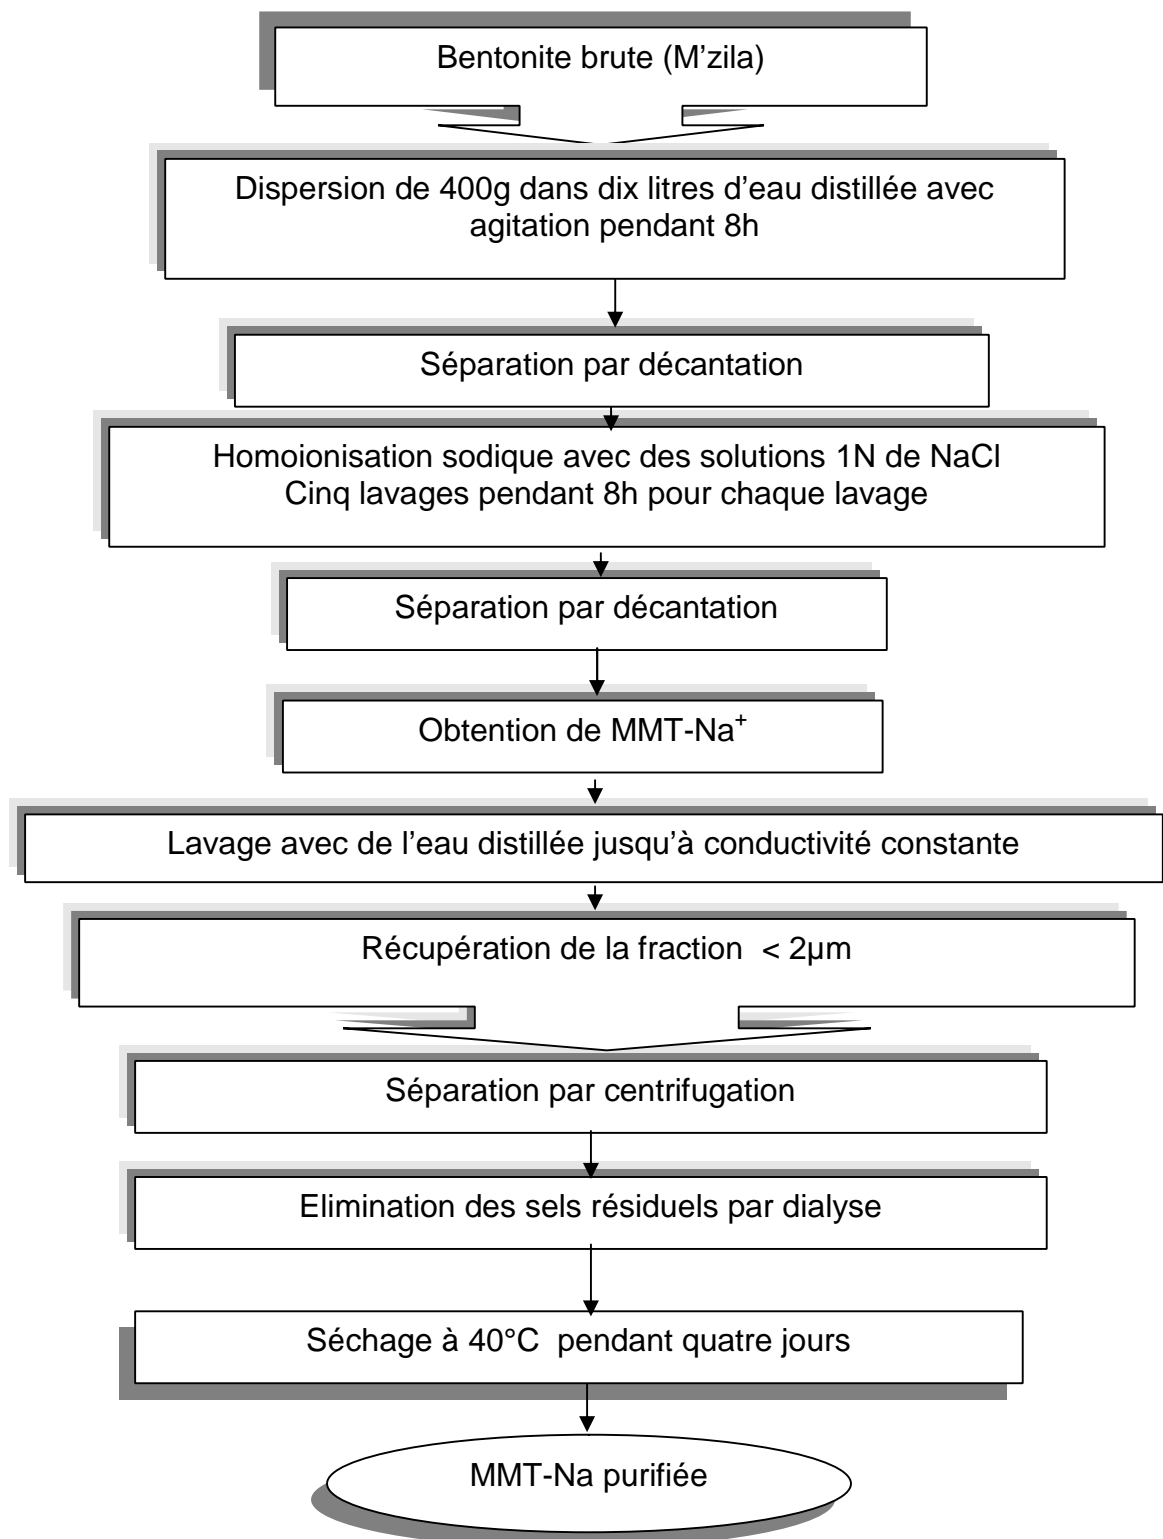 Bentonite brute (M’zila)
Dispersion de 400g dans dix litres d’eau distillée avec
agitation pendant 8h
Séparation par décantation
Homoionisation sodique avec des solutions 1N de NaCl
Cinq lavages pendant 8h pour chaque lavage
Séparation par décantation
Obtention de MMT-Na⁺
Lavage avec de l’eau distillée jusqu’à conductivité constante
Récupération de la fraction < 2µm
Séparation par centrifugation
Elimination des sels résiduels par dialyse
Séchage à 40°C pendant quatre jours
MMT-Na purifiée